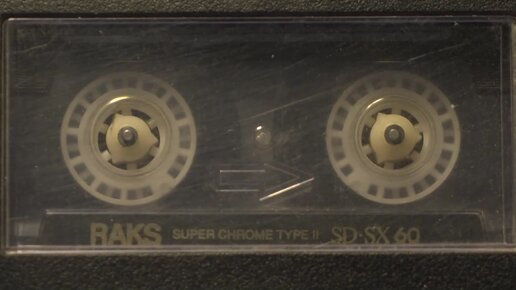 RAKS SUPER CHROME TYPE II SD·SX 60